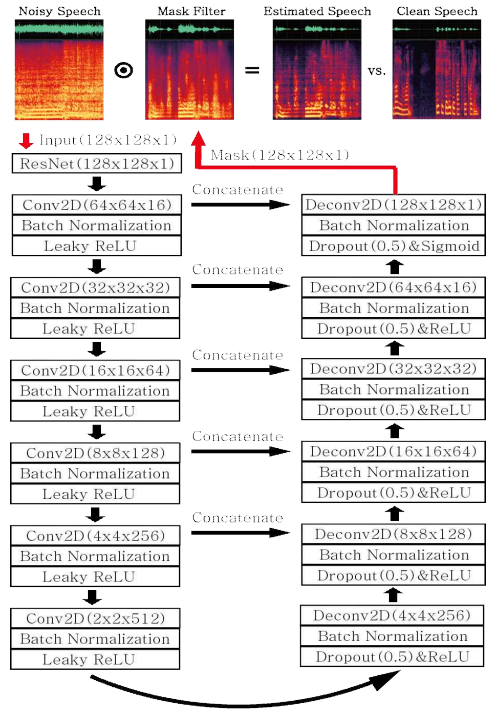 Noisy Speech
Mask Filter
Estimated Speech
Clean Speech
=
vs.
Input(128x128x1)
Mask(128x128x1)
ResNet(128x128x1)
Conv2D(64x64x16)
Batch Normalization
Leaky ReLU
Concatenate
Deconv2D(128x128x1)
Batch Normalization
Dropout(0.5)&Sigmoid
Conv2D(32x32x32)
Batch Normalization
Leaky ReLU
Concatenate
Deconv2D(64x64x16)
Batch Normalization
Dropout(0.5)&ReLU
Conv2D(16x16x64)
Batch Normalization
Leaky ReLU
Concatenate
Deconv2D(32x32x32)
Batch Normalization
Dropout(0.5)&ReLU
Conv2D(8x8x128)
Batch Normalization
Leaky ReLU
Concatenate
Deconv2D(16x16x64)
Batch Normalization
Dropout(0.5)&ReLU
Conv2D(4x4x256)
Batch Normalization
Leaky ReLU
Concatenate
Deconv2D(8x8x128)
Batch Normalization
Dropout(0.5)&ReLU
Conv2D(2x2x512)
Batch Normalization
Leaky ReLU
Deconv2D(4x4x256)
Batch Normalization
Dropout(0.5)&ReLU